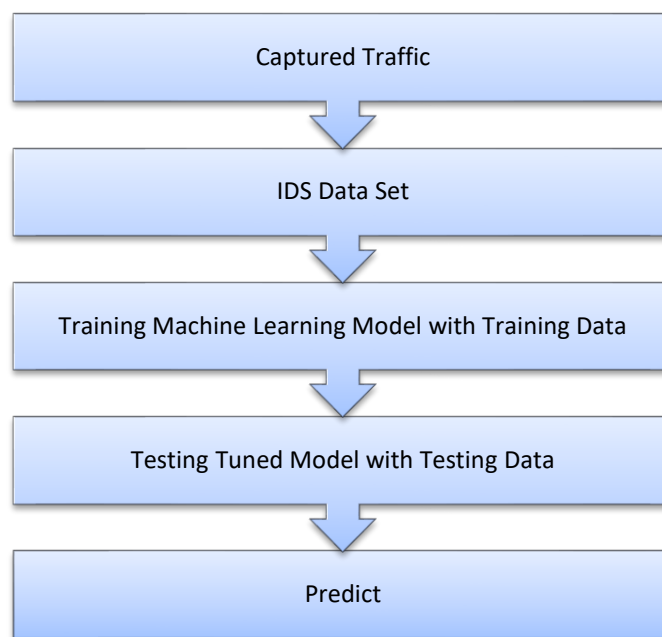 Captured Traffic
IDS Data Set
Training Machine Learning Model with Training Data
Testing Tuned Model with Testing Data
Predict